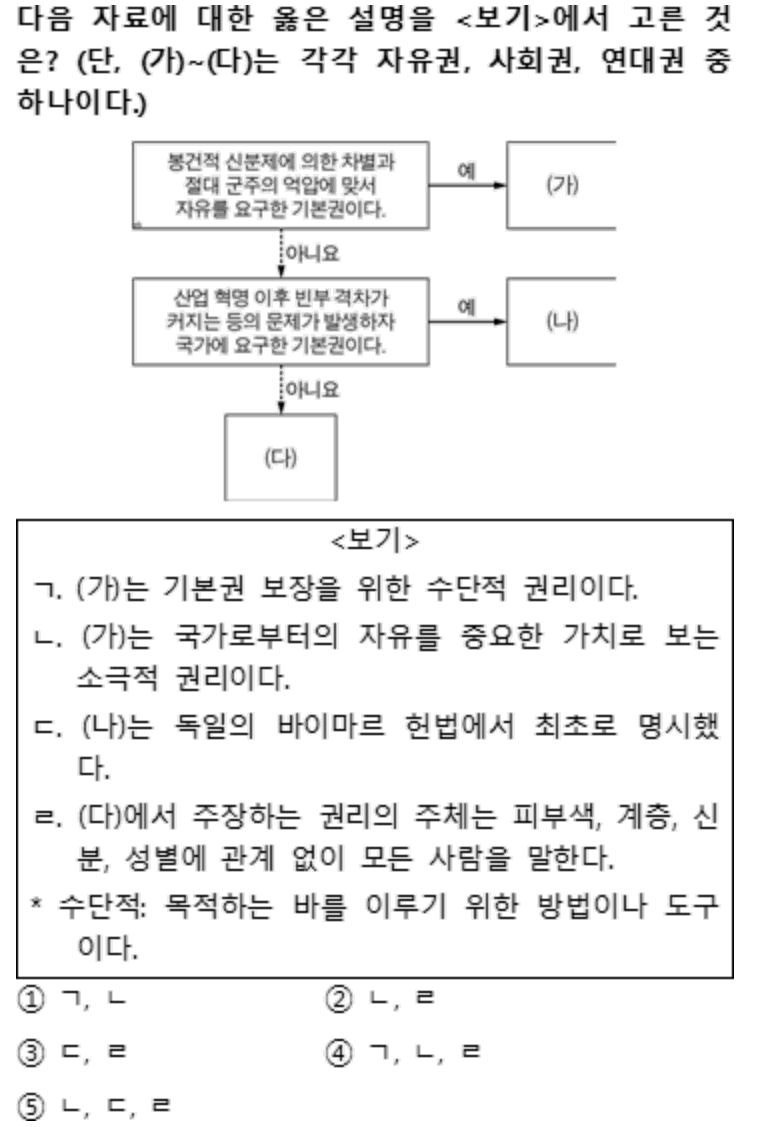 다음 자료에 대한 옳은 설명을 <보기>에서 고른 것
은? (단, (가)~(다)는 각각 자유권, 사회권, 연대권 중
하나이다.)
봉건적 신분제에 의한 차별과
절대 군주의 억압에 맞서
자유를 요구한 기본권이다.
예
(가)
아니요
산업 혁명 이후 빈부 격차가
커지는 등의 문제가 발생하자
국가에 요구한 기본권이다.
예
(나)
아니요
(다)
<보기>
ㄱ. (가)는 기본권 보장을 위한 수단적 권리이다.
ㄴ. (가)는 국가로부터의 자유를 중요한 가치로 보는
소극적 권리이다.
ㄷ. (나)는 독일의 바이마르 헌법에서 최초로 명시했
다.
ㄹ. (다)에서 주장하는 권리의 주체는 피부색, 계층, 신
분, 성별에 관계 없이 모든 사람을 말한다.
* 수단적: 목적하는 바를 이루기 위한 방법이나 도구
이다.
① ㄱ, ㄴ
② ㄴ, ㄹ
③ ㄷ, ㄹ
④ ㄱ, ㄴ, ㄹ
⑤ ㄴ, ㄷ, ㄹ